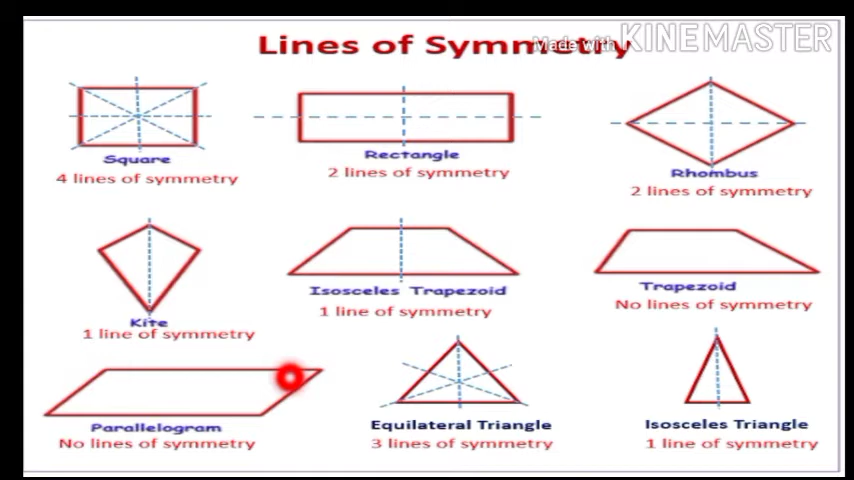 Lines of Symmetry
Made with KINEMASTER
Square
4 lines of symmetry
Rectangle
2 lines of symmetry
Rhombus
2 lines of symmetry
Kite
1 line of symmetry
Isosceles Trapezoid
1 line of symmetry
Trapezoid
No lines of symmetry
Parallelogram
No lines of symmetry
Equilateral Triangle
3 lines of symmetry
Isosceles Triangle
1 line of symmetry